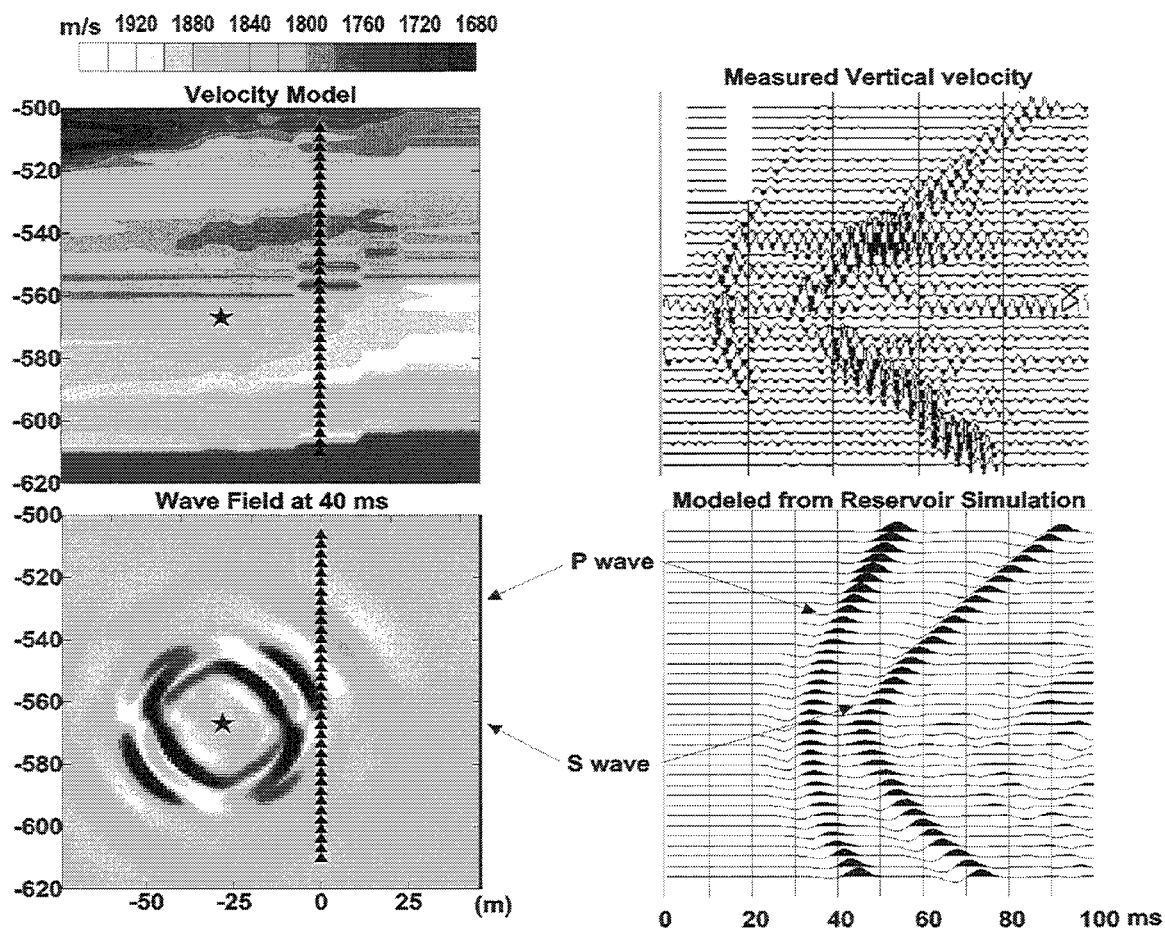 m/s 1920 1880 1840 1800 1760 1720 1680
Velocity Model
-500
-520
-540
-560
-580
-600
-620
Measured Vertical velocity
Wave Field at 40 ms
-500
-520
-540
-560
-580
-600
-620
-50 -25 0 25 (m)
P wave
S wave
Modeled from Reservoir Simulation
0 20 40 60 80 100 ms